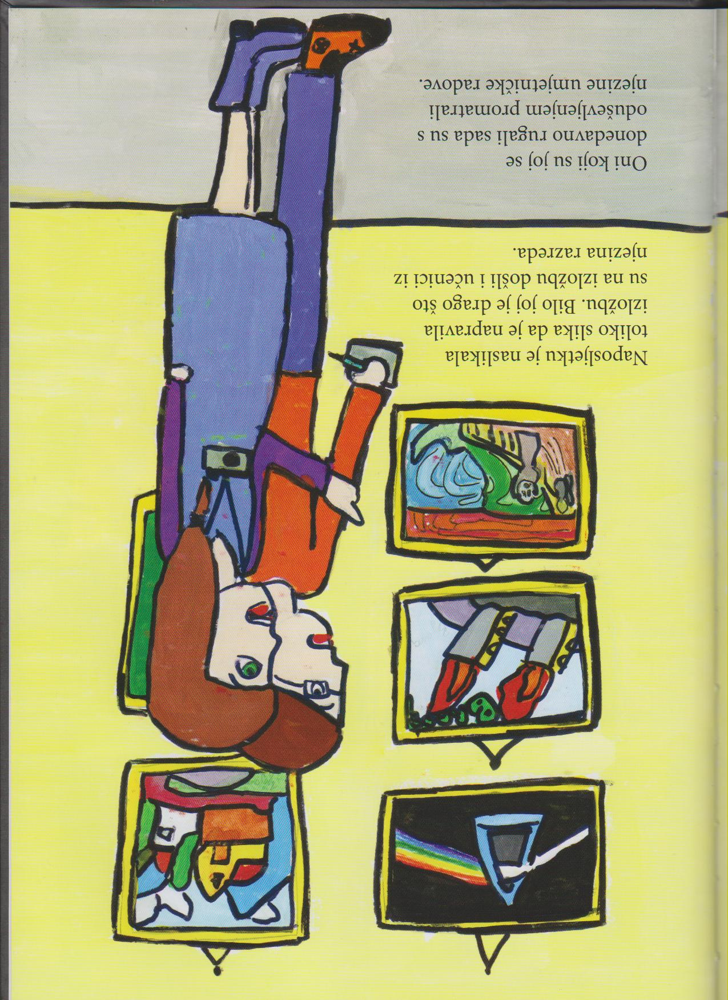 Naposljetku je naslikala
toliko slika da je napravila
izložbu. Bilo joj je drago što
su na izložbu došli i učenici iz
njezina razreda.
Oni koji su joj se
donedavno rugali sada su s
oduševljenjem promatrali
njezine umjetničke radove.